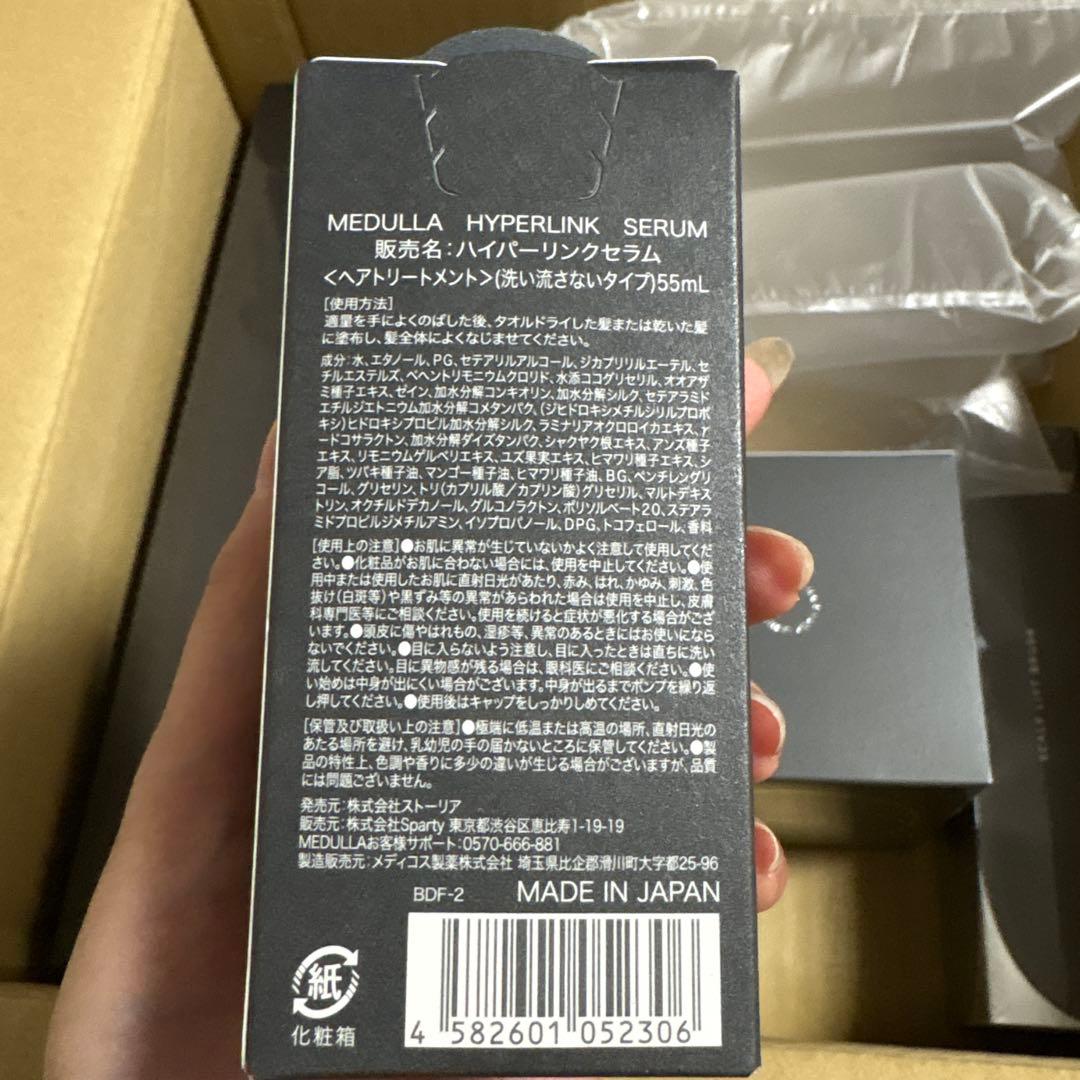 MEDULLA HYPERLINK SERUM
販売名:ハイパーリンクセラム
<ヘアトリートメント>(洗い流さないタイプ)55mL
[使用方法]
適量を手によくのばした後、タオルドライした髪または乾いた髪
に塗布し、髪全体によくなじませてください。
成分:水、エタノール、PG、セテアリルアルコール、ジカプリリルエーテル、セ
チルエステルズ、ベヘントリモニウムクロリド、水添ココグリセリル、オオアザ
ミ種子エキス、ゼイン、加水分解コンキオリン、加水分解シルク、セテアラミド
エチルジエトニウム加水分解コメタンパク、(ジヒドロキシメチルシリルプロポ
キシ)ヒドロキシプロピル加水分解シルク、ラミナリアオクロロイカエキス、γ
ードコサラクトン、加水分解ダイズタンパク、シャクヤク根エキス、アンズ種子
エキス、リモニウムゲルベリエキス、ユズ果実エキス、ヒマワリ種子エキス、シ
ア脂、ツバキ種子油、マンゴー種子油、ヒマワリ種子油、BG、ペンチレングリ
コール、グリセリン、トリ(カプリル酸/カプリン酸)グリセリル、マルトデキス
トリン、オクチルドデカノール、グルコノラクトン、ポリソルベート20、ステアラ
ミドプロピルジメチルアミン、イソプロパノール、DPG、トコフェロール、香料
[使用上の注意]●お肌に異常が生じていないかよく注意して使用してくだ
さい。●化粧品がお肌に合わない場合には、使用を中止してください。●使
用中または使用したお肌に直射日光があたり、赤み、はれ、かゆみ、刺激、色
抜け(白斑等)や黒ずみ等の異常があらわれた場合は使用を中止し、皮膚
科専門医等にご相談ください。使用を続けると症状が悪化する場合がござ
います。●頭皮に傷やはれもの、湿疹等、異常のあるときにはお使いになら
ないでください。●目に入らないよう注意し、目に入ったときは直ちに洗い
流してください。目に異物感が残る場合は、眼科医にご相談ください。●使
い始めは中身が出にくい場合がございます。中身が出るまでポンプを繰り返
し押してください。●使用後はキャップをしっかりしめてください。
[保管及び取扱い上の注意]●極端に低温または高温の場所、直射日光の
あたる場所を避け、乳幼児の手の届かないところに保管してください。●製
品の特性上、色調や香りに多少の違いが生じる場合がございますが、品質
には問題ございません。
発売元:株式会社ストーリア
販売元:株式会社Sparty 東京都渋谷区恵比寿1-19-19
MEDULLAお客様サポート:0570-666-881
製造販売元:メディコス製薬株式会社 埼玉県比企郡滑川町大字都25-96
BDF-2 MADE IN JAPAN
紙
化粧箱
4 582601 052306
SCALP LIFT BRUSH